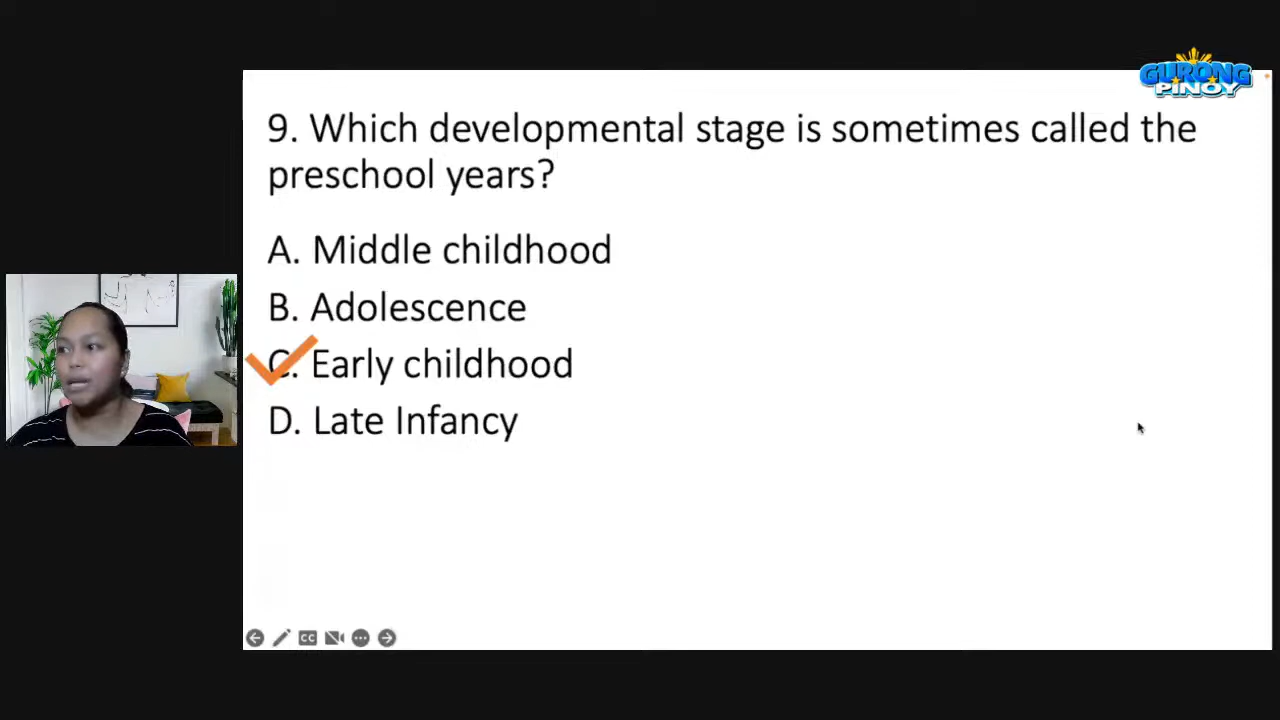 GURONG
PINOY
9. Which developmental stage is sometimes called the
preschool years?
A. Middle childhood
B. Adolescence
C. Early childhood
D. Late Infancy
CC